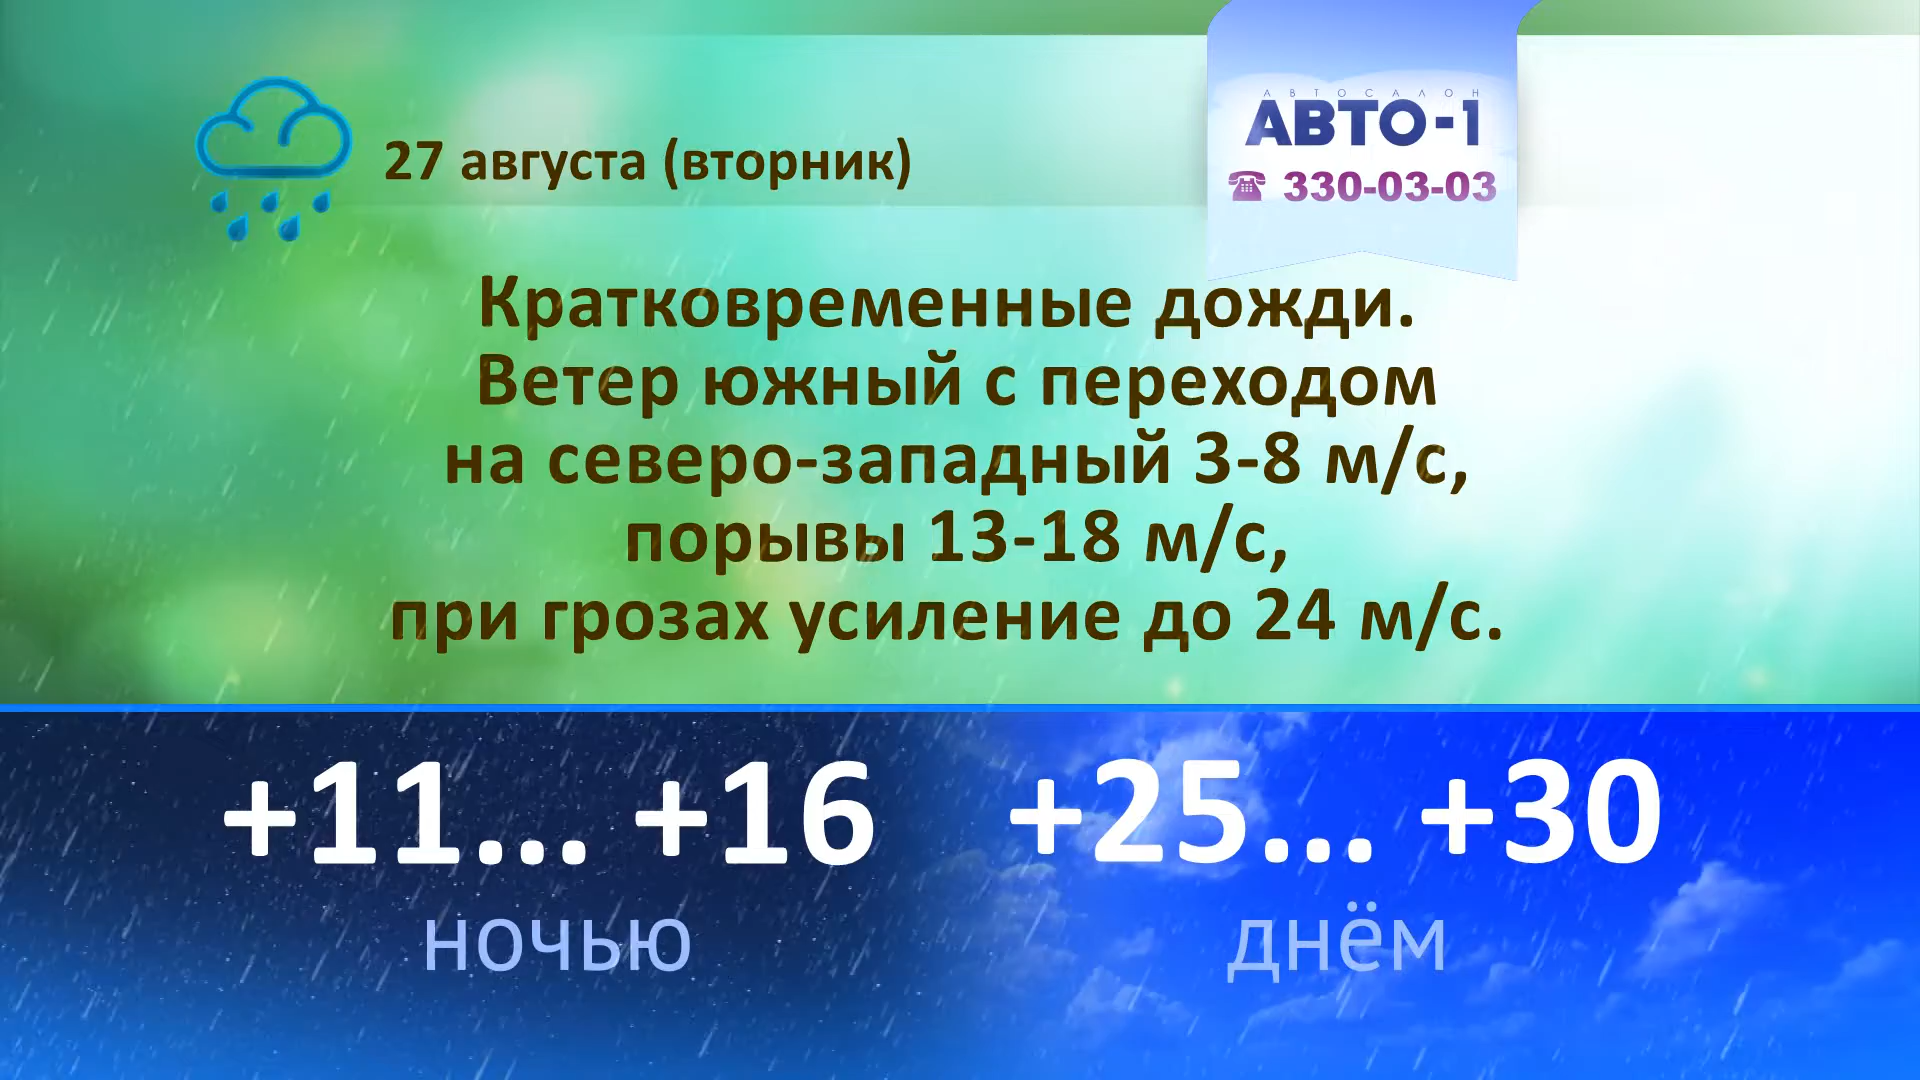 27 августа (вторник)
АВТОСАЛОН
АВТО-1
☎ 330-03-03
Кратковременные дожди.
Ветер южный с переходом
на северо-западный 3-8 м/с,
порывы 13-18 м/с,
при грозах усиление до 24 м/с.
+11... +16
ночью
+25... +30
днём